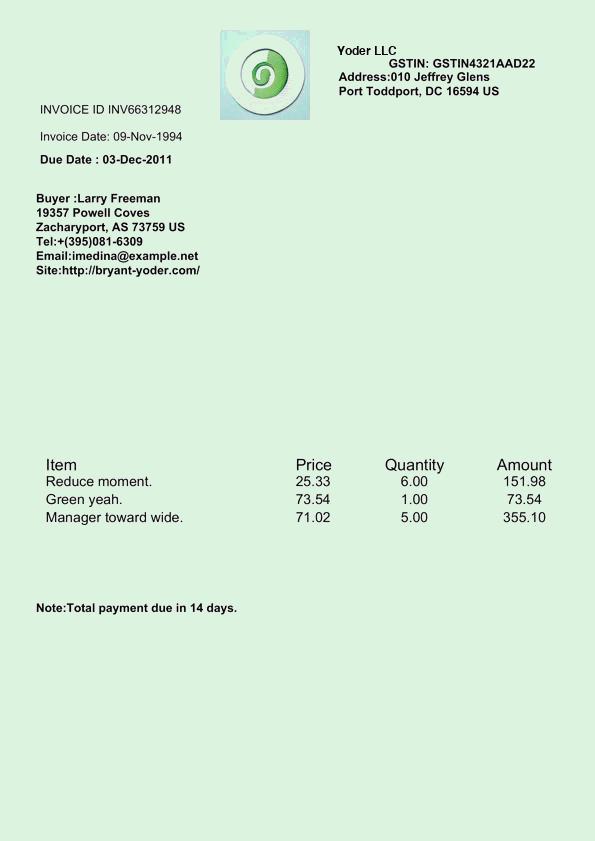 Yoder LLC
GSTIN: GSTIN4321AAD22
Address:010 Jeffrey Glens
Port Toddport, DC 16594 US
INVOICE ID INV66312948
Invoice Date: 09-Nov-1994
Due Date : 03-Dec-2011
Buyer :Larry Freeman
19357 Powell Coves
Zacharyport, AS 73759 US
Tel:+(395)081-6309
Email:imedina@example.net
Site:http://bryant-yoder.com/
Item Price Quantity Amount
Reduce moment. 25.33 6.00 151.98
Green yeah. 73.54 1.00 73.54
Manager toward wide. 71.02 5.00 355.10
Note:Total payment due in 14 days.